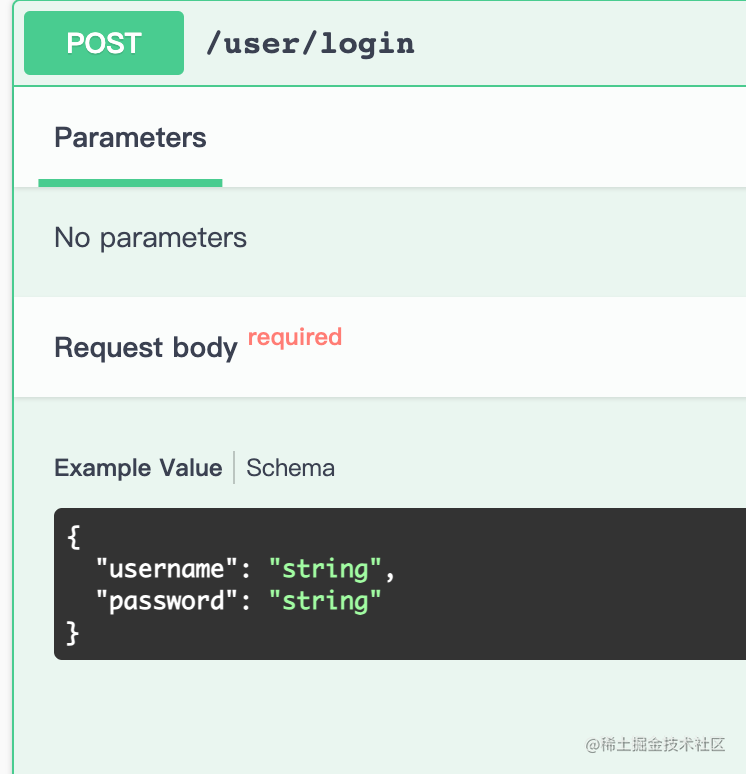 POST /user/login
Parameters
No parameters
Request body required
Example Value Schema
{
"username": "string",
"password": "string"
}
@稀土掘金技术社区